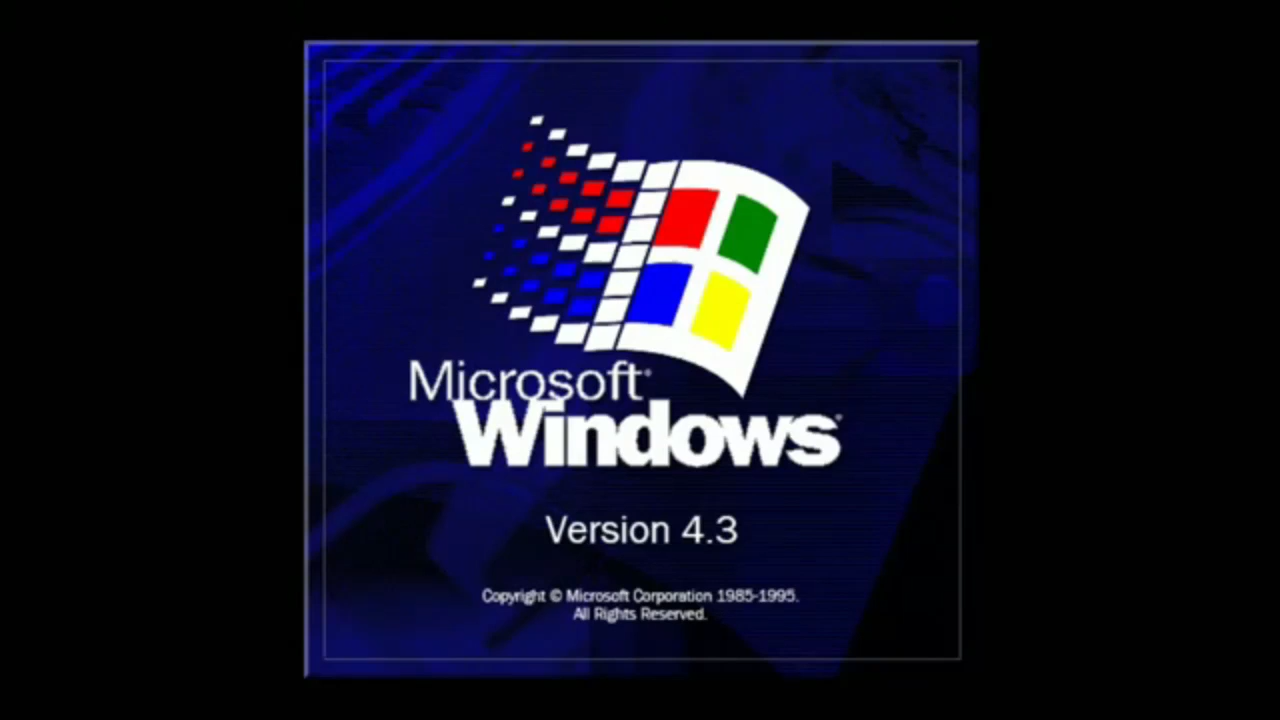 Microsoft®
Windows®
Version 4.3
Copyright © Microsoft Corporation 1985-1995.
All Rights Reserved.